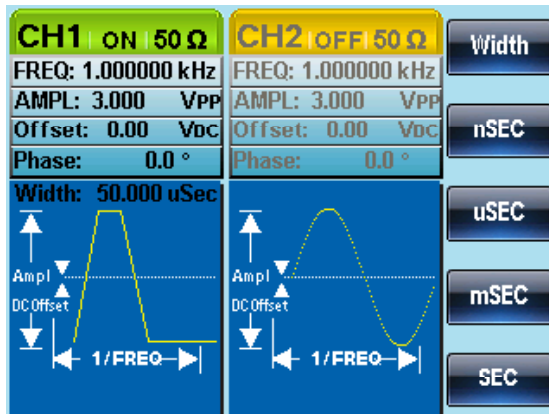 CH1 ON 50 Ω
FREQ: 1.000000 kHz
AMPL: 3.000 VPP
Offset: 0.00 VDC
Phase: 0.0 °
Width: 50.000 uSec
Ampl
DC Offset
1/FREQ
CH2 OFF 50 Ω
FREQ: 1.000000 kHz
AMPL: 3.000 VPP
Offset: 0.00 VDC
Phase: 0.0 °
Ampl
DC Offset
1/FREQ
Width
nSEC
uSEC
mSEC
SEC